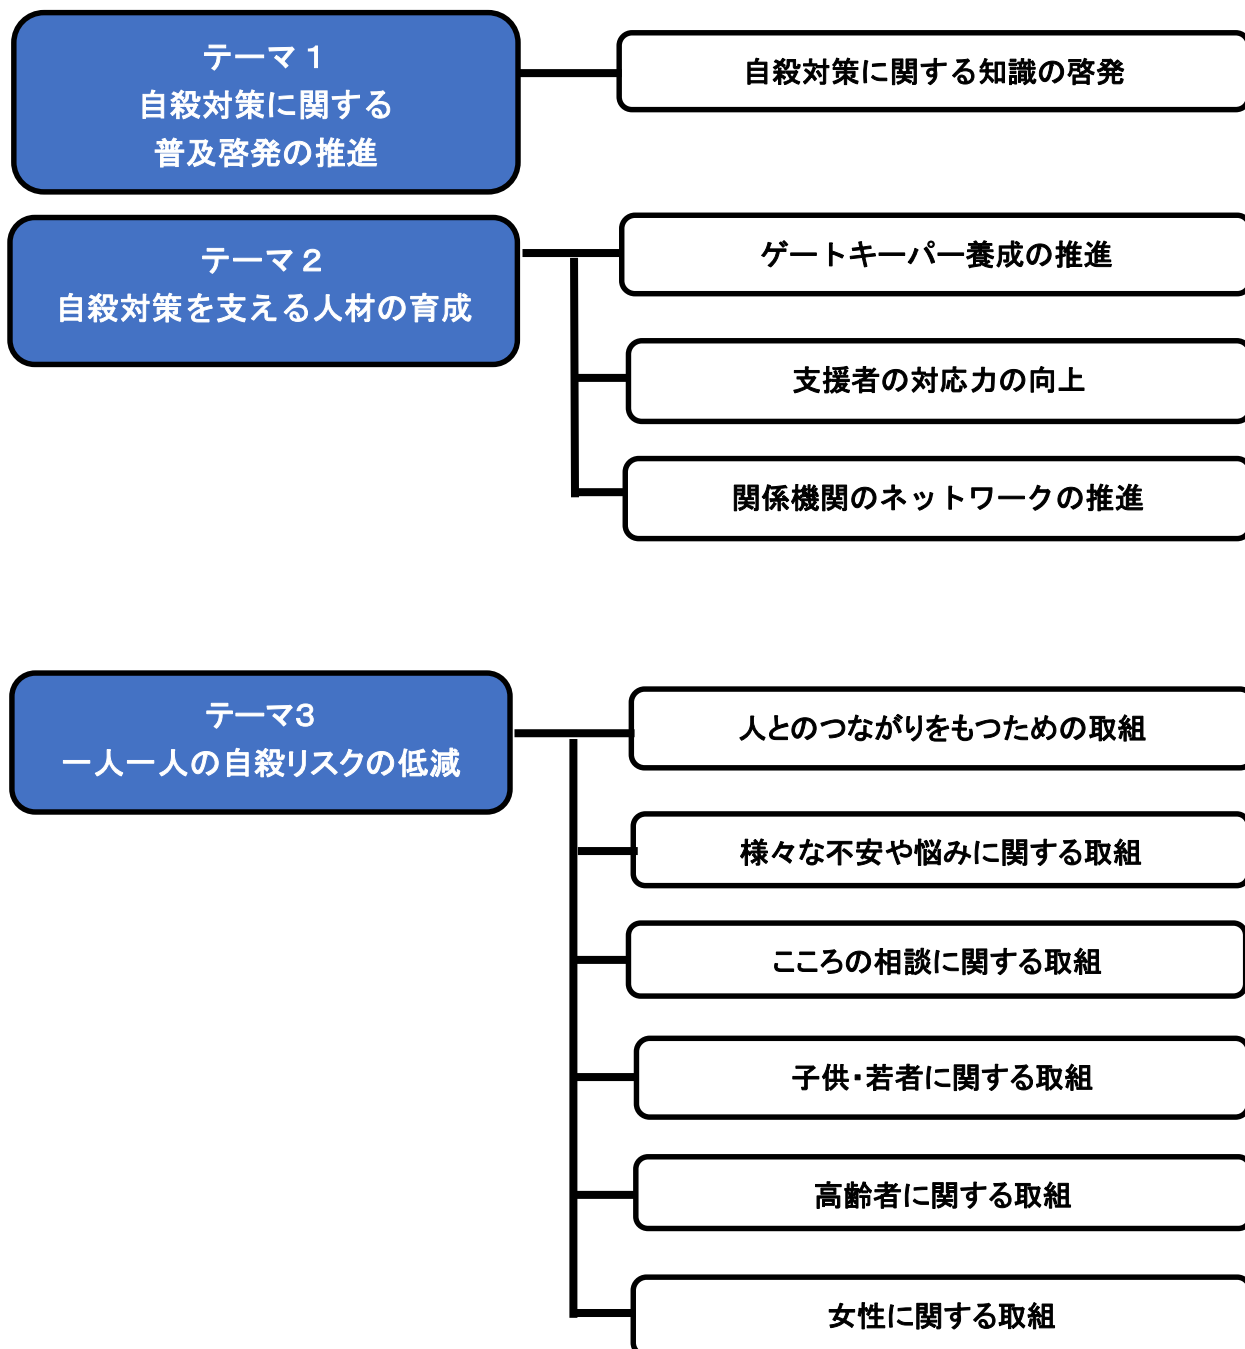 テーマ１
自殺対策に関する
普及啓発の推進
自殺対策に関する知識の啓発
テーマ２
自殺対策を支える人材の育成
ゲートキーパー養成の推進
支援者の対応力の向上
関係機関のネットワークの推進
テーマ3
一人一人の自殺リスクの低減
人とのつながりをもつための取組
様々な不安や悩みに関する取組
こころの相談に関する取組
子供・若者に関する取組
高齢者に関する取組
女性に関する取組